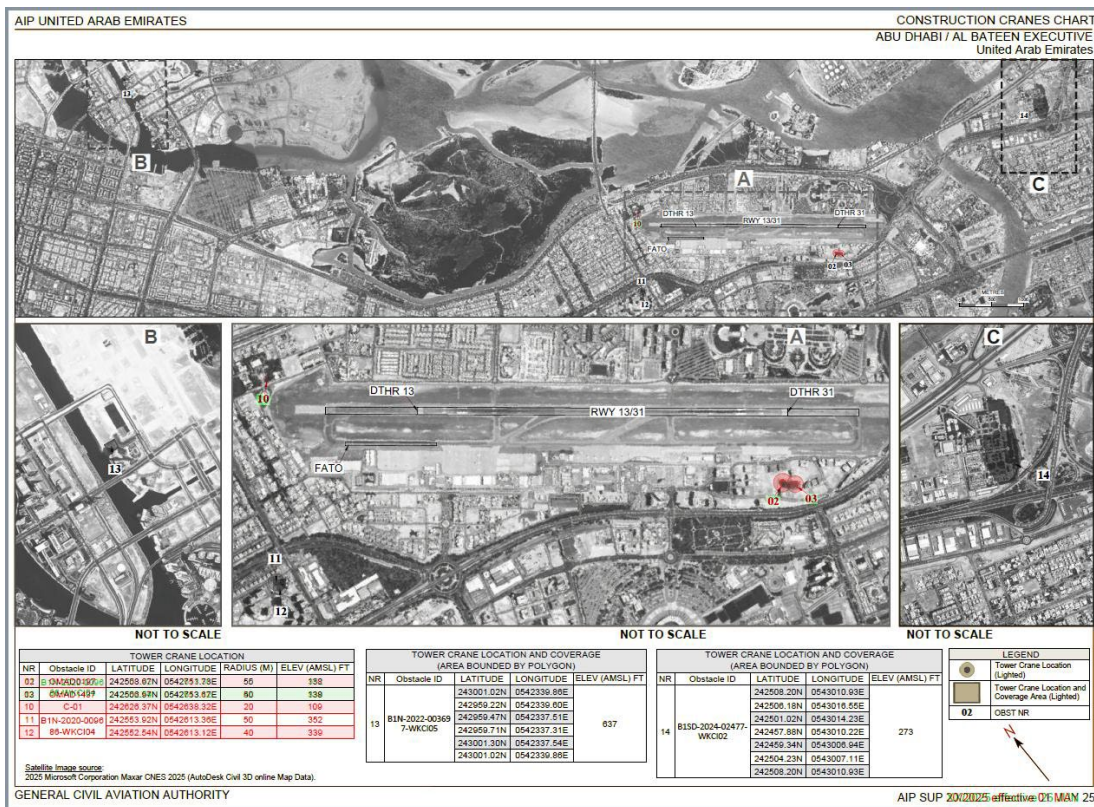 AIP UNITED ARAB EMIRATES
CONSTRUCTION CRANES CHART
ABU DHABI / AL BATEEN EXECUTIVE
United Arab Emirates
13
B
A
14
C
10
DTHR 13
RWY 13/31
DTHR 31
FATO
02
03
11
12
B
13
A
10
DTHR 13
RWY 13/31
DTHR 31
FATO
02
03
11
12
C
14
NOT TO SCALE
NOT TO SCALE
NOT TO SCALE
TOWER CRANE LOCATION
NR Obstacle ID LATITUDE LONGITUDE RADIUS (M) ELEV (AMSL) FT
02
03
10 C-01 242626.37N 0542638.32E 20 109
11 B1N-2020-0096 242553.92N 0542613.36E 50 352
12 86-WKCI04 242552.54N 0542613.12E 40 339
TOWER CRANE LOCATION AND COVERAGE
(AREA BOUNDED BY POLYGON)
NR Obstacle ID LATITUDE LONGITUDE ELEV (AMSL) FT
243001.02N 0542339.86E
242959.22N 0542339.60E
13 B1N-2022-00369 242959.47N 0542337.51E 637
7-WKCI05 242959.71N 0542337.31E
243001.30N 0542337.54E
243001.02N 0542339.86E
TOWER CRANE LOCATION AND COVERAGE
(AREA BOUNDED BY POLYGON)
NR Obstacle ID LATITUDE LONGITUDE ELEV (AMSL) FT
242508.20N 0543010.93E
242506.18N 0543016.55E
242501.02N 0543014.23E
14 B1SD-2024-02477- 242457.88N 0543010.22E 273
WKCI02 242459.34N 0543006.94E
242504.23N 0543007.11E
242508.20N 0543010.93E
LEGEND
Tower Crane Location
(Lighted)
Tower Crane Location and
Coverage Area (Lighted)
02 OBST NR
N
Satellite Image source:
2025 Microsoft Corporation Maxar CNES 2025 (AutoDesk Civil 3D online Map Data).
GENERAL CIVIL AVIATION AUTHORITY
AIP SUP
25